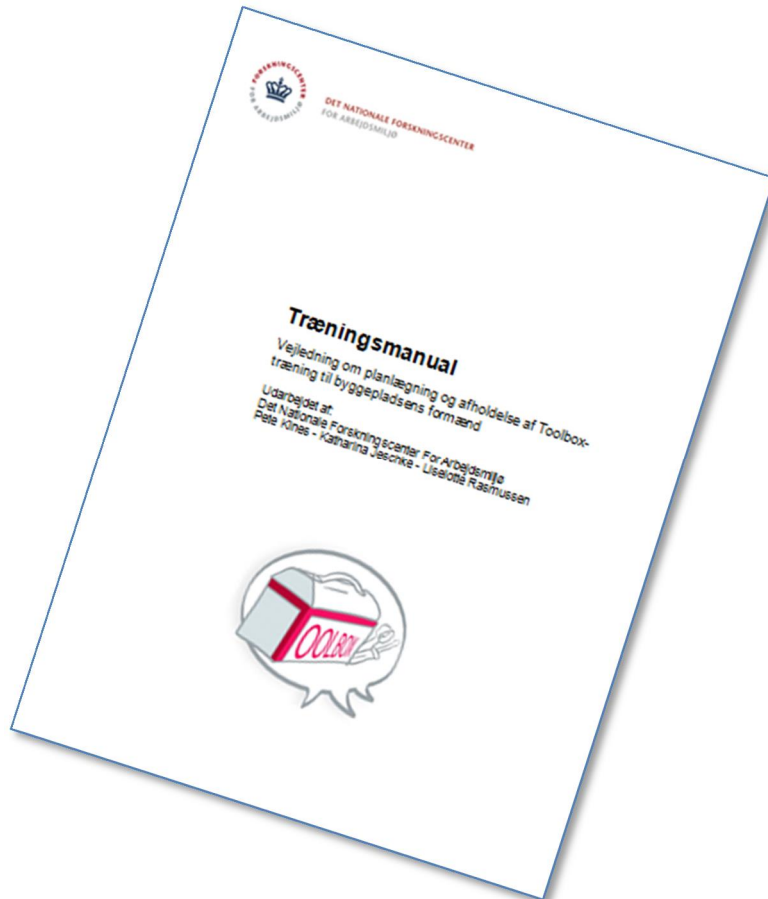 FORSKNINGSCENTER
FOR ARBEJDSMILJØ
DET NATIONALE FORSKNINGSCENTER
FOR ARBEJDSMILJØ
Træningsmanual
Vejledning om planlægning og afholdelse af Toolbox-
træning til byggepladsens formænd
Udarbejdet af:
Det Nationale Forskningscenter For Arbejdsmiljø
Pete Kines - Katharina Jeschke - Liselotte Rasmussen
TOOLBOX